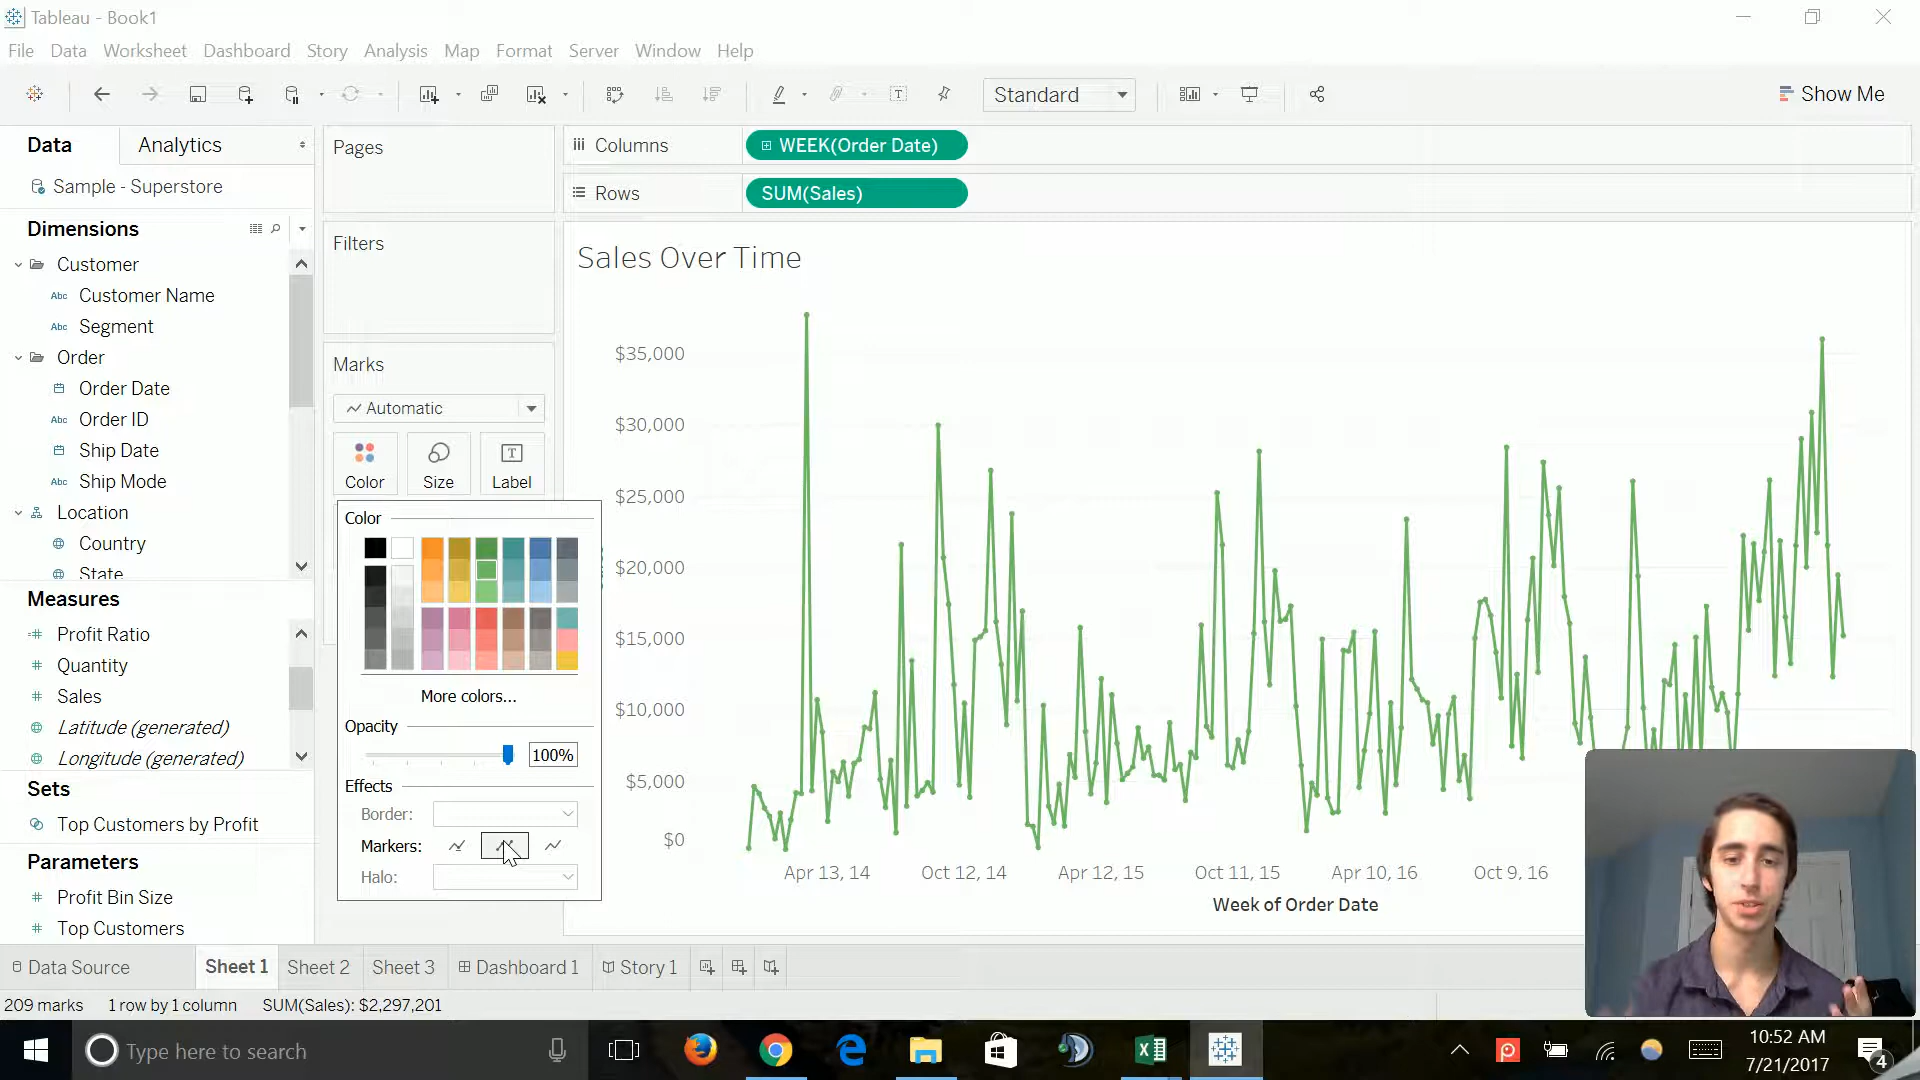 Tableau - Book1
File Data Worksheet Dashboard Story Analysis Map Format Server Window Help
Standard
Show Me
Data Analytics
Sample - Superstore
Dimensions
Customer
Abc Customer Name
Abc Segment
Order
Order Date
Abc Order ID
Ship Date
Abc Ship Mode
Location
Country
State
Measures
Profit Ratio
Quantity
Sales
Latitude (generated)
Longitude (generated)
Sets
Top Customers by Profit
Parameters
Profit Bin Size
Top Customers
Pages
Filters
Marks
Automatic
Color Size Label
Color
More colors...
Opacity
100%
Effects
Border:
Markers:
Halo:
Columns WEEK(Order Date)
Rows SUM(Sales)
Sales Over Time
$35,000
$30,000
$25,000
$20,000
$15,000
$10,000
$5,000
$0
Apr 13, 14 Oct 12, 14 Apr 12, 15 Oct 11, 15 Apr 10, 16 Oct 9, 16
Week of Order Date
Data Source Sheet 1 Sheet 2 Sheet 3 Dashboard 1 Story 1
209 marks 1 row by 1 column SUM(Sales): $2,297,201
Type here to search
10:52 AM
7/21/2017
4